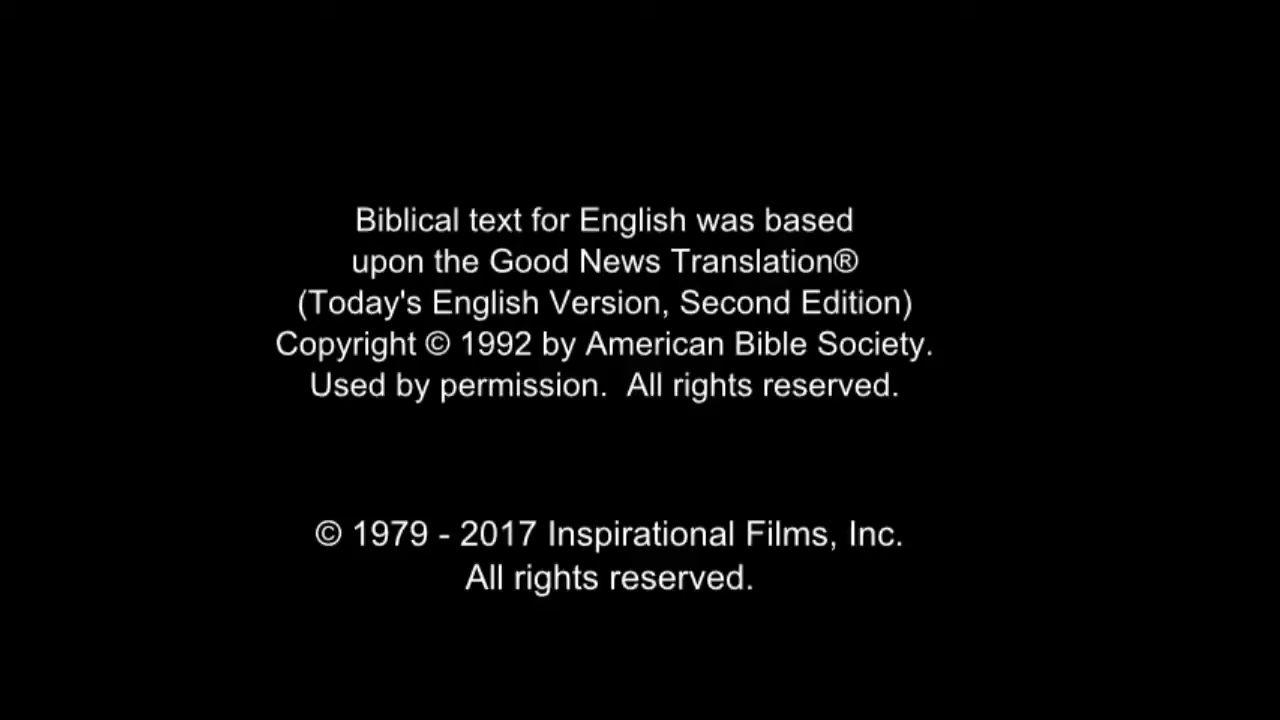 Biblical text for English was based
upon the Good News Translation®
(Today's English Version, Second Edition)
Copyright © 1992 by American Bible Society.
Used by permission.  All rights reserved.
© 1979 - 2017 Inspirational Films, Inc.
All rights reserved.